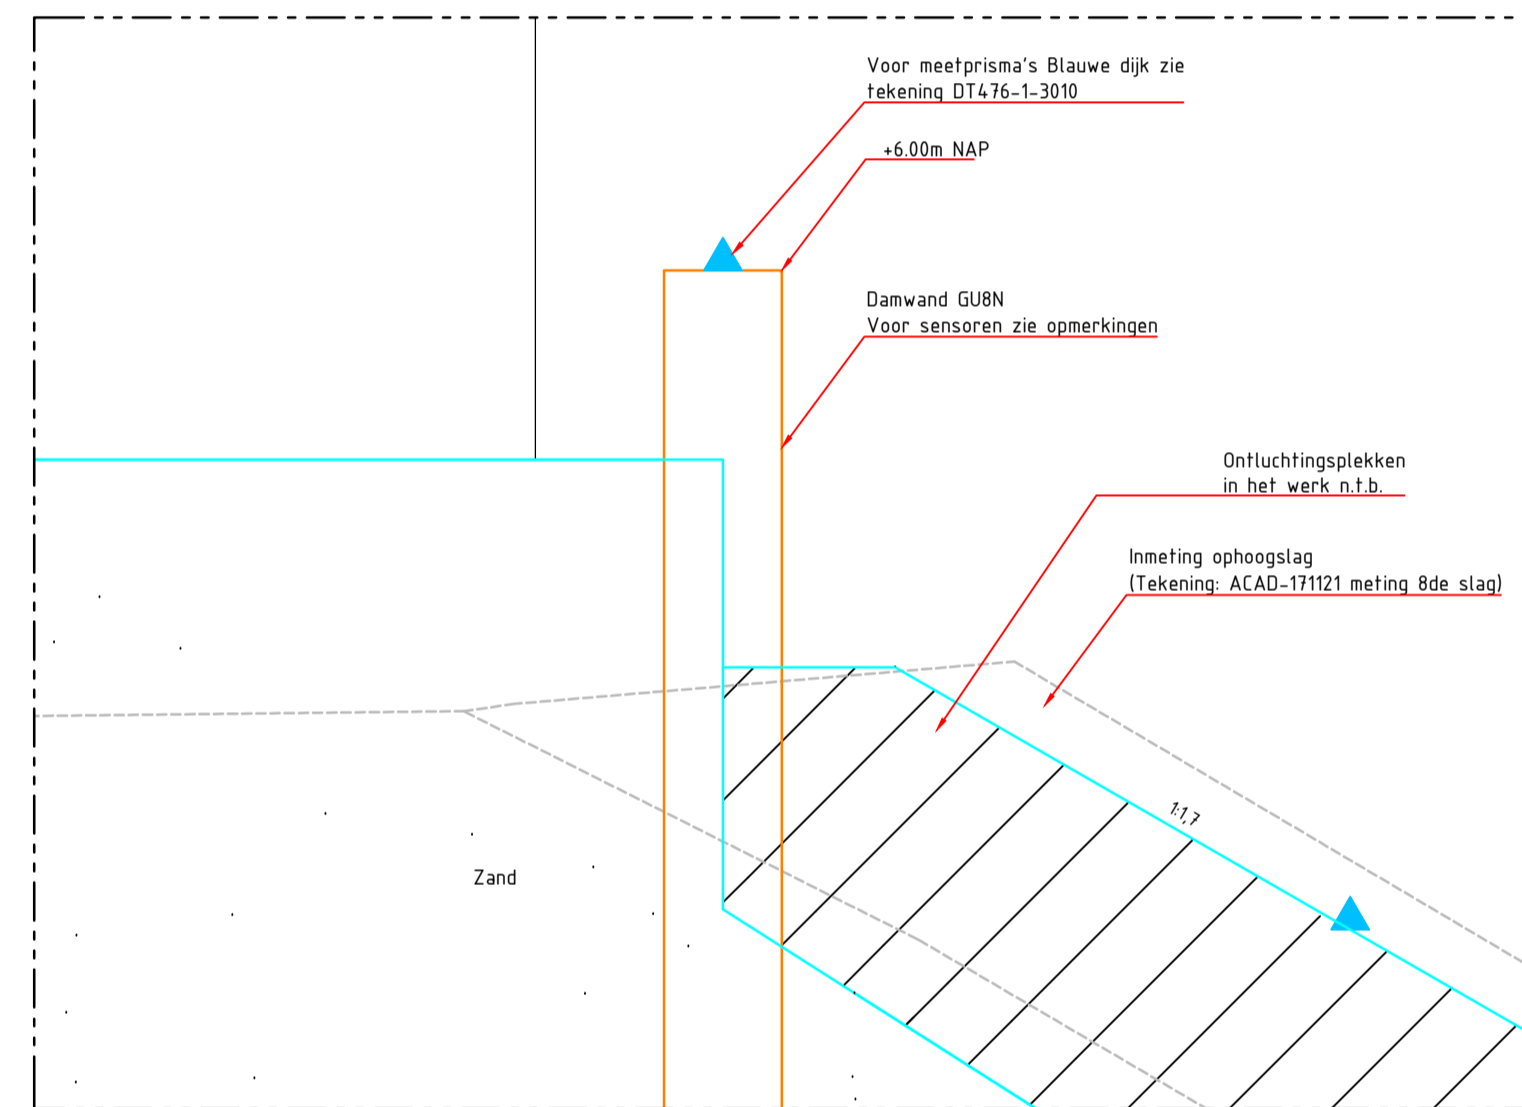 Voor meetprisma's Blauwe dijk zie
tekening DT476-1-3010
+6.00m NAP
Damwand GU8N
Voor sensoren zie opmerkingen
Ontluchtingsplekken
in het werk n.t.b.
Inmeting ophoogslag
(Tekening: ACAD-171121 meting 8de slag)
1:1,7
Zand